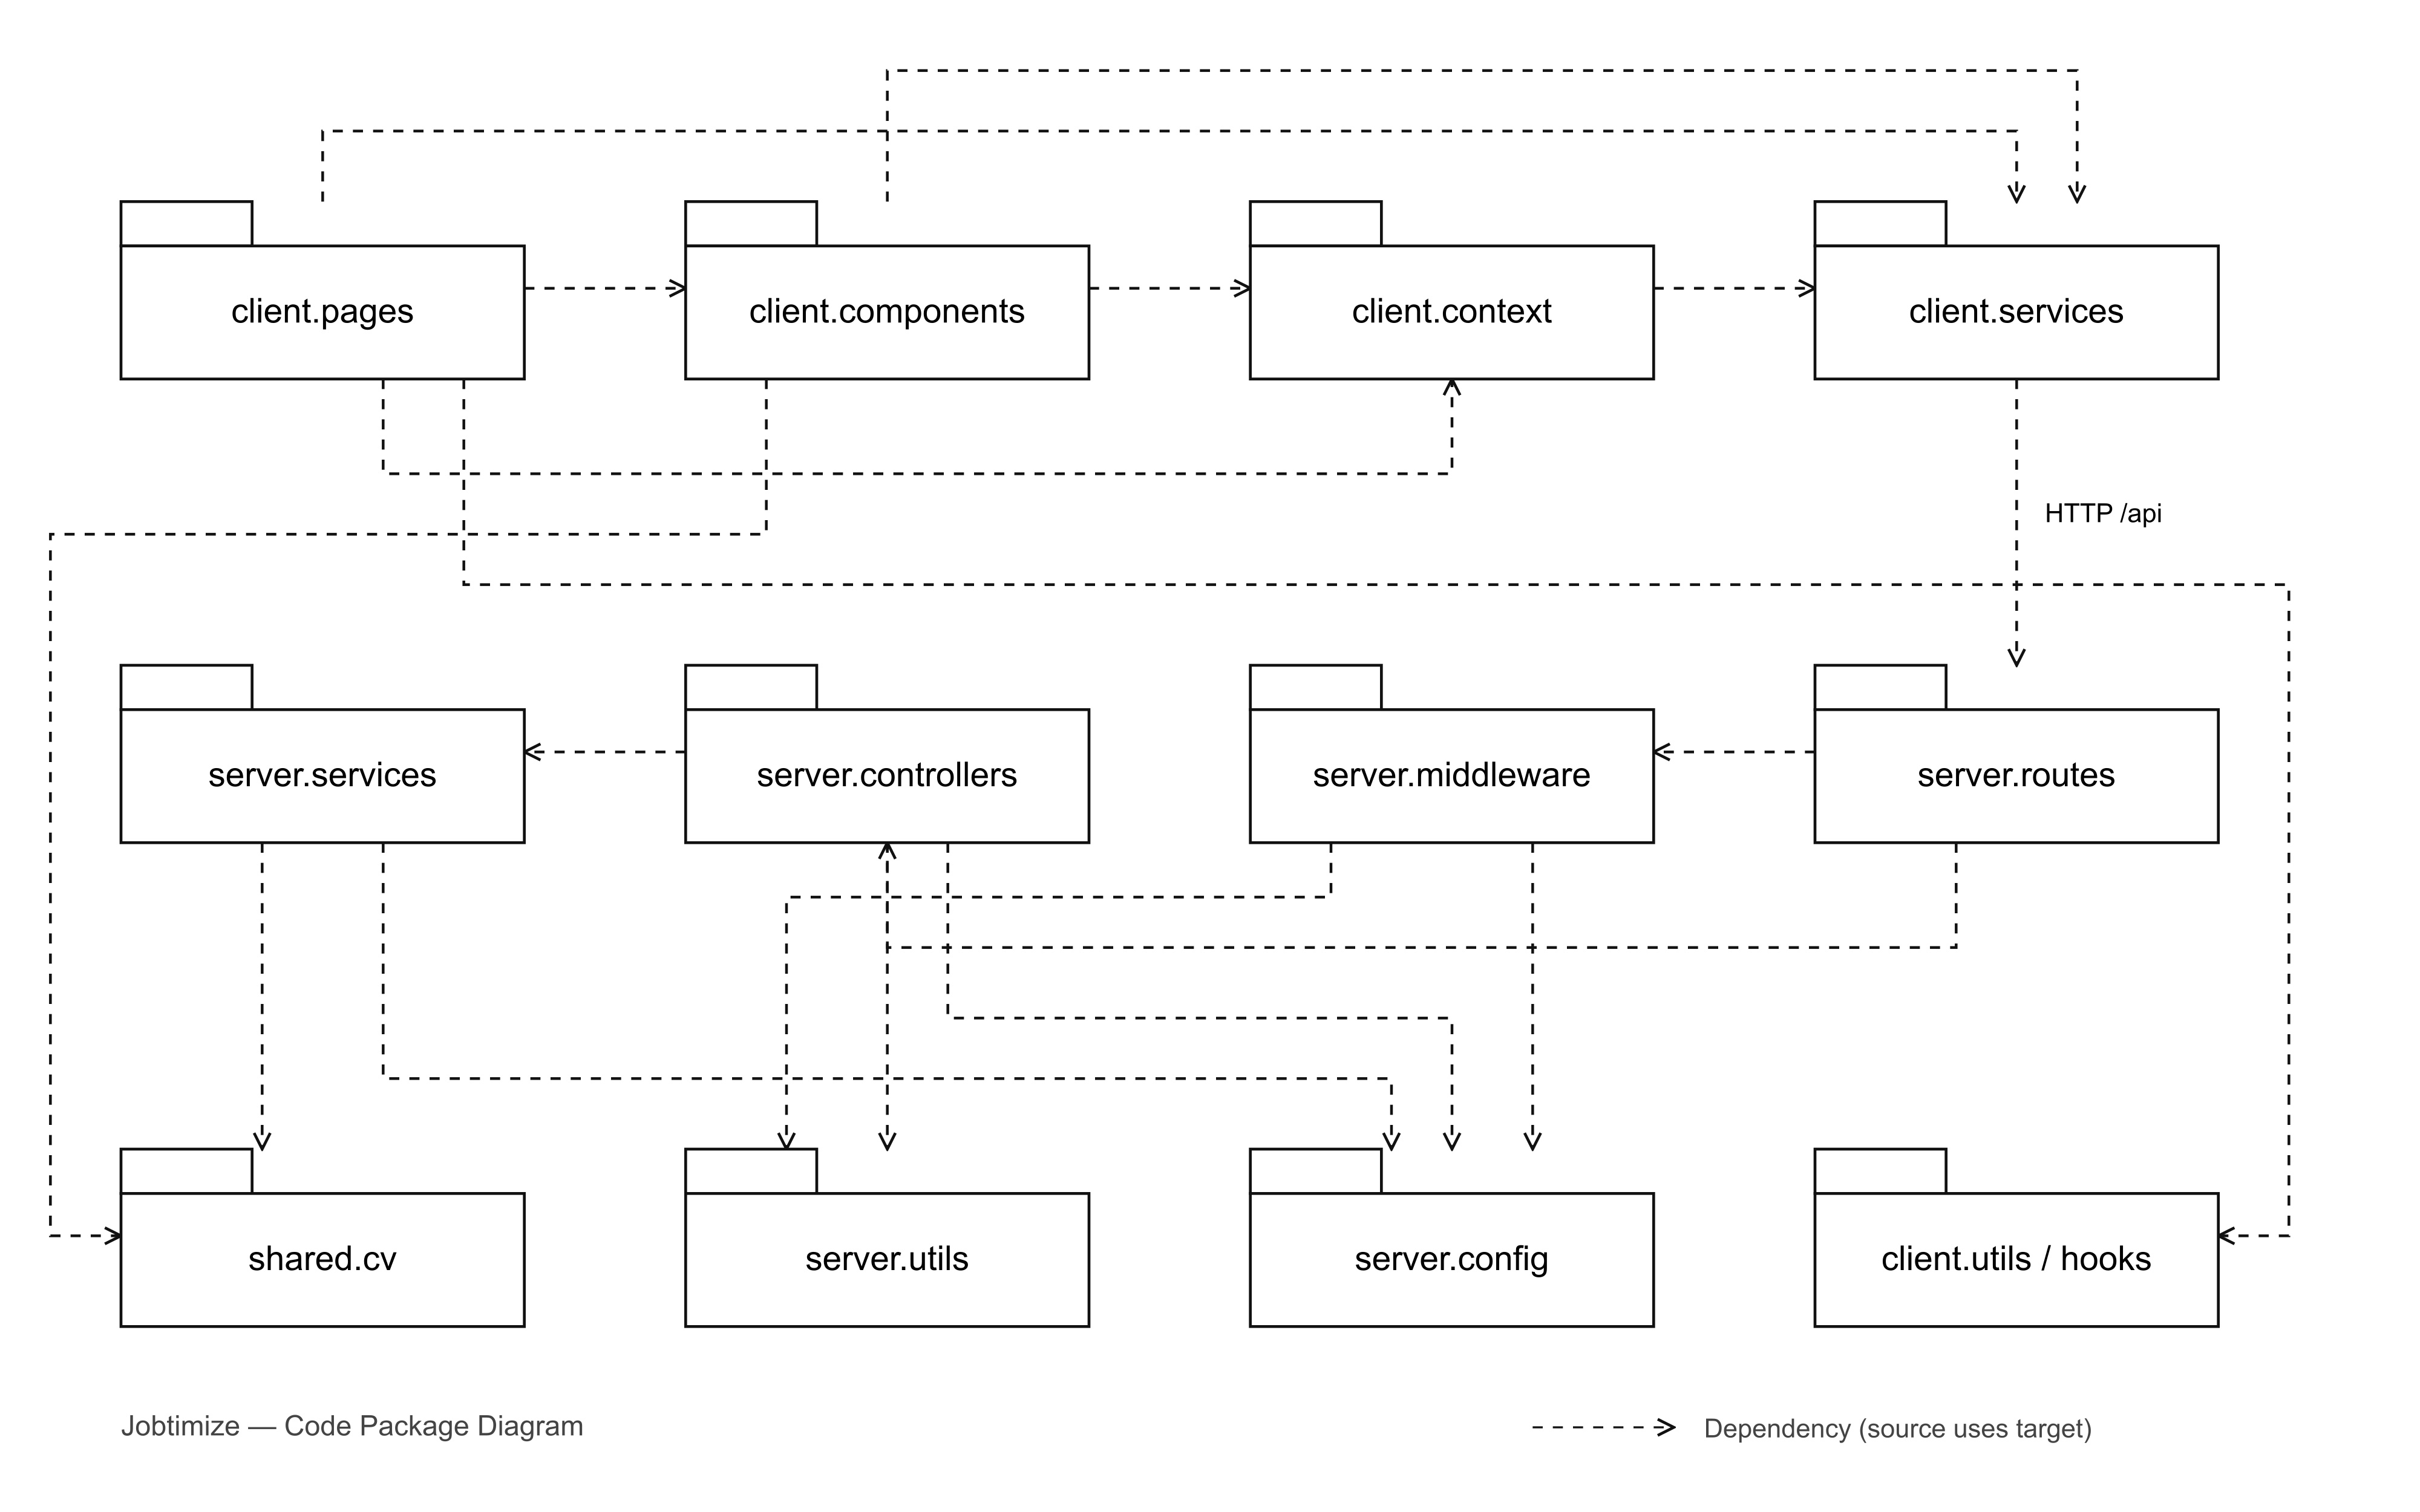 client.pages
client.components
client.context
client.services
HTTP /api
server.services
server.controllers
server.middleware
server.routes
shared.cv
server.utils
server.config
client.utils / hooks
Jobtimize — Code Package Diagram
Dependency (source uses target)